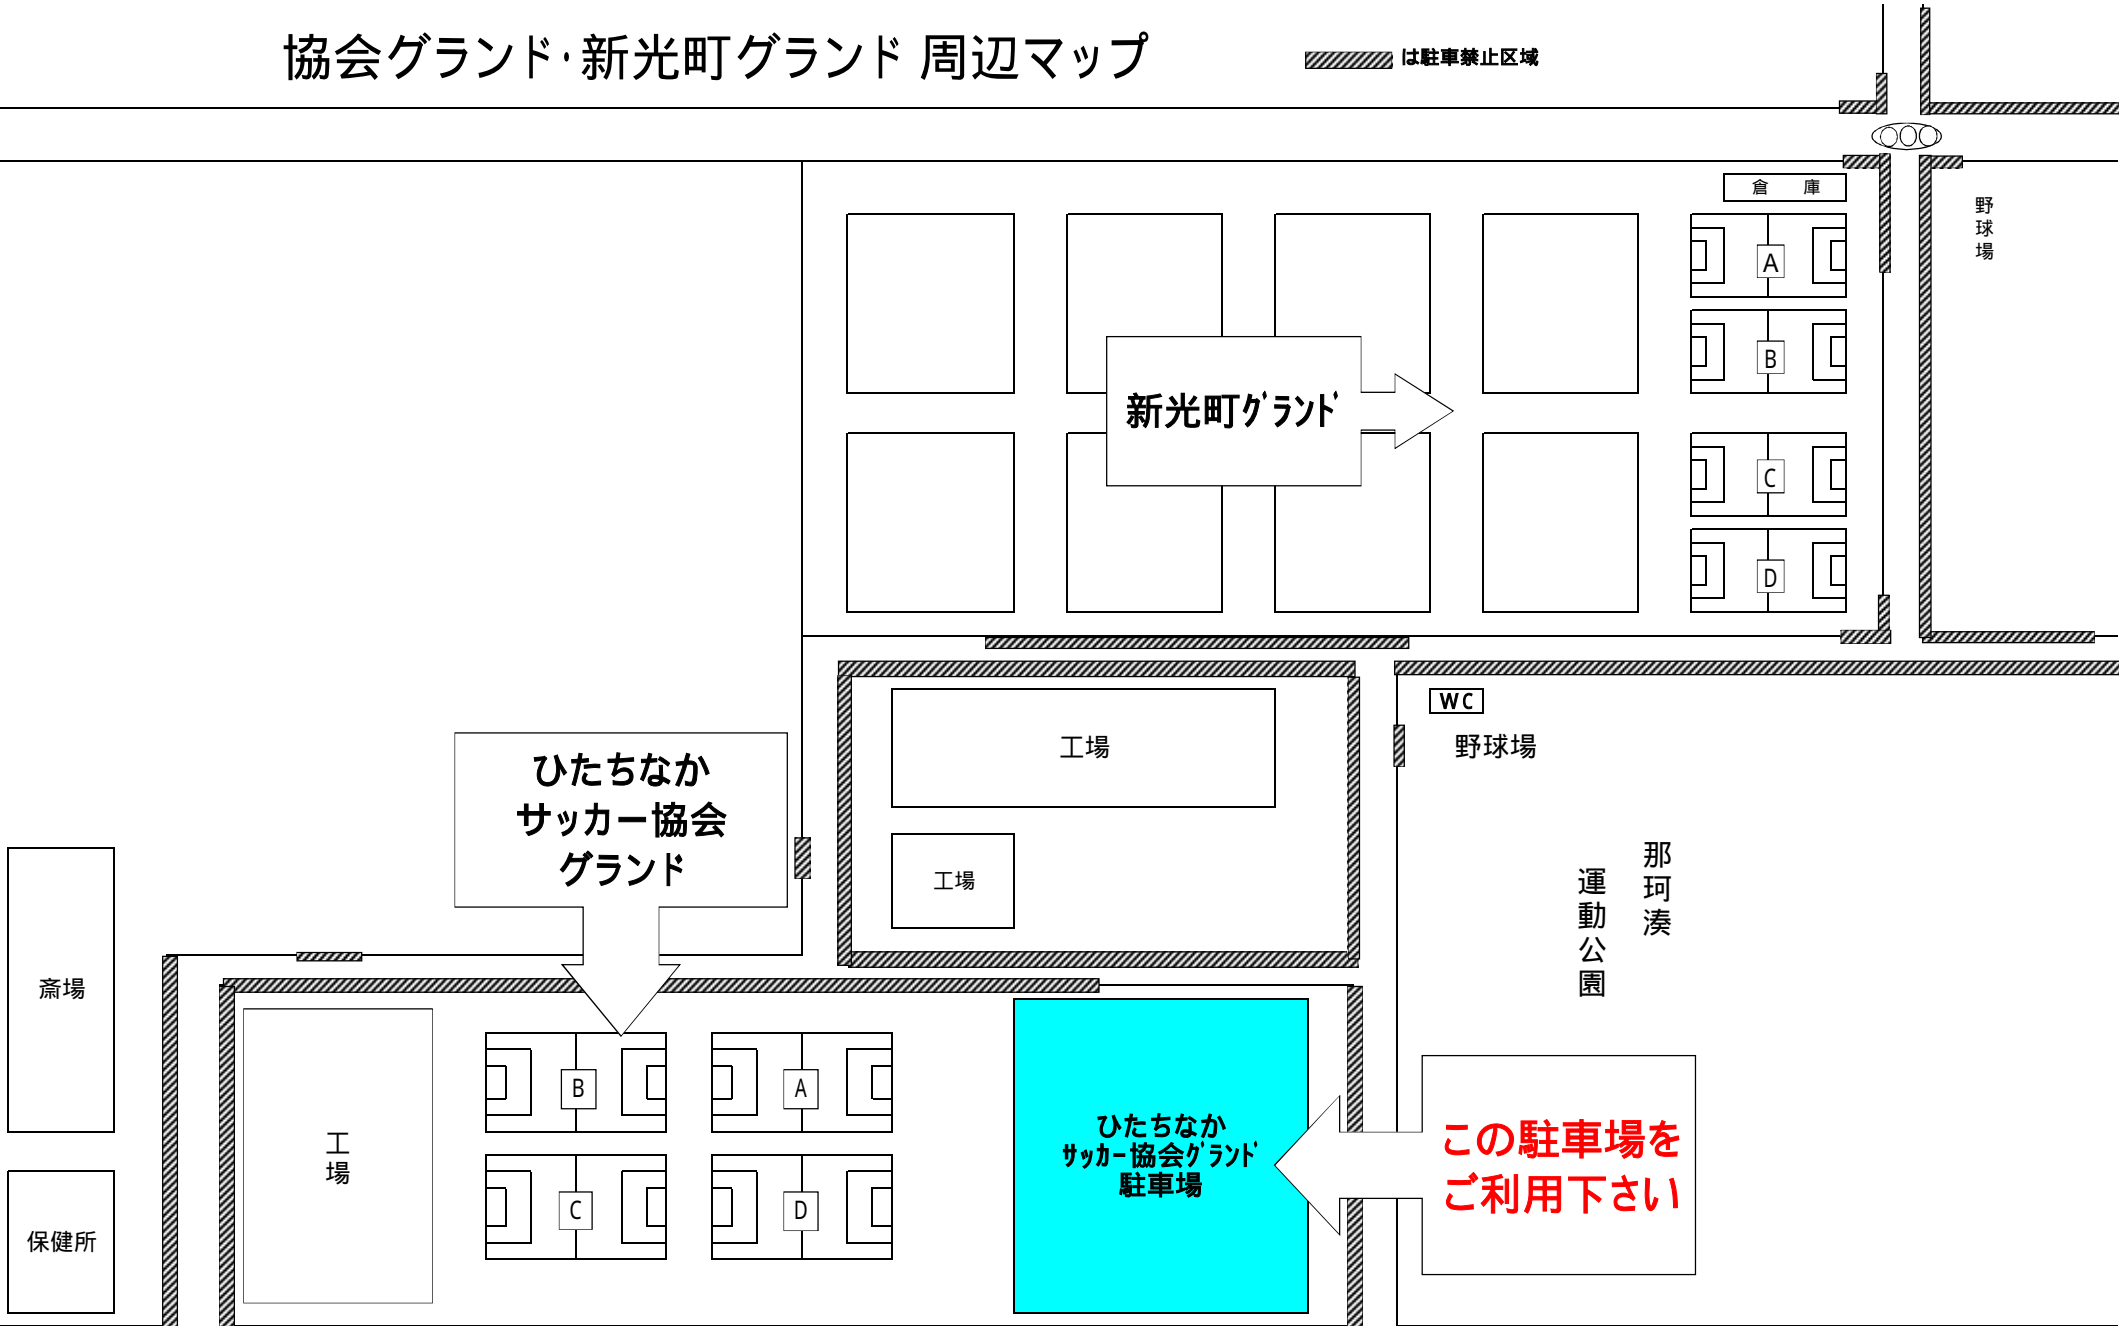 協会グランド・新光町グランド 周辺マップ
は駐車禁止区域
倉　庫
野球場
A
B
新光町ｸﾞﾗﾝﾄﾞ
C
D
WC
野球場
工場
ひたちなか
サッカー協会
グランド
工場
那珂湊
運動公園
斎場
工場
B
A
C
D
ひたちなか
ｻｯｶｰ協会ｸﾞﾗﾝﾄﾞ
駐車場
この駐車場を
ご利用下さい
保健所